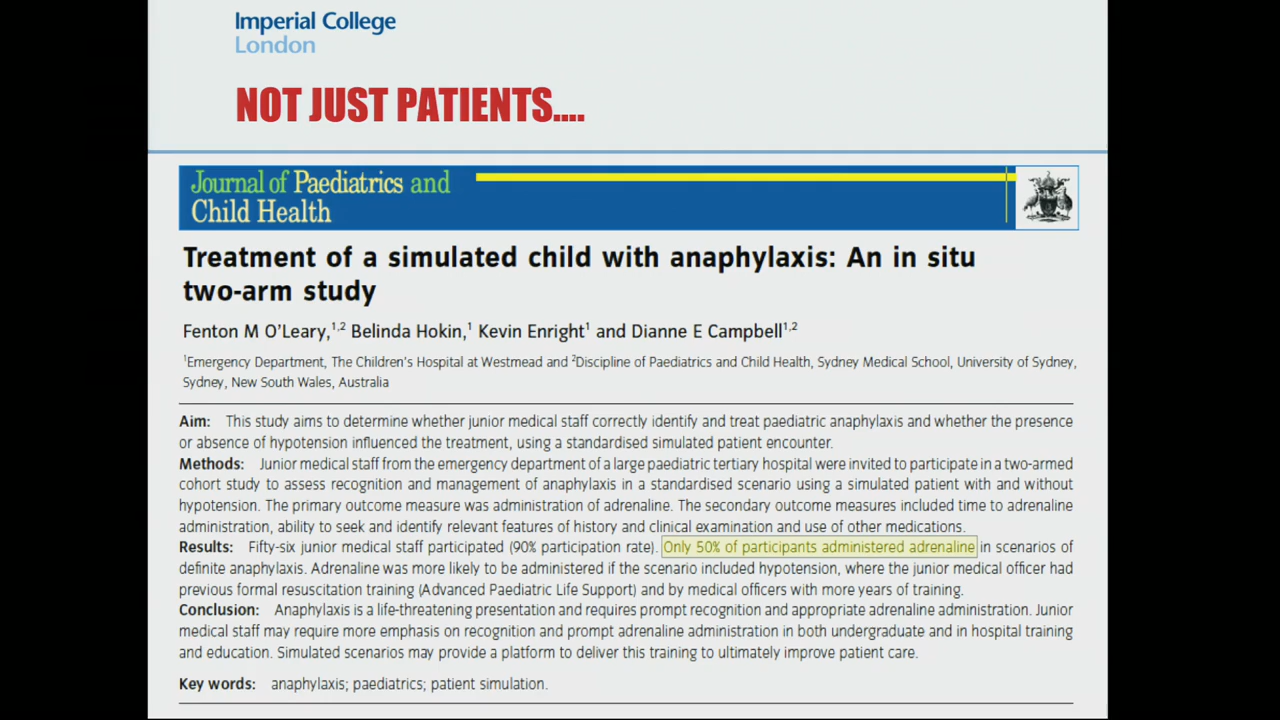 Imperial College
London
NOT JUST PATIENTS....
Journal of Paediatrics and
Child Health
Treatment of a simulated child with anaphylaxis: An in situ
two-arm study
Fenton M O'Leary,1,2 Belinda Hokin,1 Kevin Enright1 and Dianne E Campbell1,2
1Emergency Department, The Children's Hospital at Westmead and 2Discipline of Paediatrics and Child Health, Sydney Medical School, University of Sydney,
Sydney, New South Wales, Australia
Aim: This study aims to determine whether junior medical staff correctly identify and treat paediatric anaphylaxis and whether the presence
or absence of hypotension influenced the treatment, using a standardised simulated patient encounter.
Methods: Junior medical staff from the emergency department of a large paediatric tertiary hospital were invited to participate in a two-armed
cohort study to assess recognition and management of anaphylaxis in a standardised scenario using a simulated patient with and without
hypotension. The primary outcome measure was administration of adrenaline. The secondary outcome measures included time to adrenaline
administration, ability to seek and identify relevant features of history and clinical examination and use of other medications.
Results: Fifty-six junior medical staff participated (90% participation rate). Only 50% of participants administered adrenaline in scenarios of
definite anaphylaxis. Adrenaline was more likely to be administered if the scenario included hypotension, where the junior medical officer had
previous formal resuscitation training (Advanced Paediatric Life Support) and by medical officers with more years of training.
Conclusion: Anaphylaxis is a life-threatening presentation and requires prompt recognition and appropriate adrenaline administration. Junior
medical staff may require more emphasis on recognition and prompt adrenaline administration in both undergraduate and in hospital training
and education. Simulated scenarios may provide a platform to deliver this training to ultimately improve patient care.
Key words: anaphylaxis; paediatrics; patient simulation.